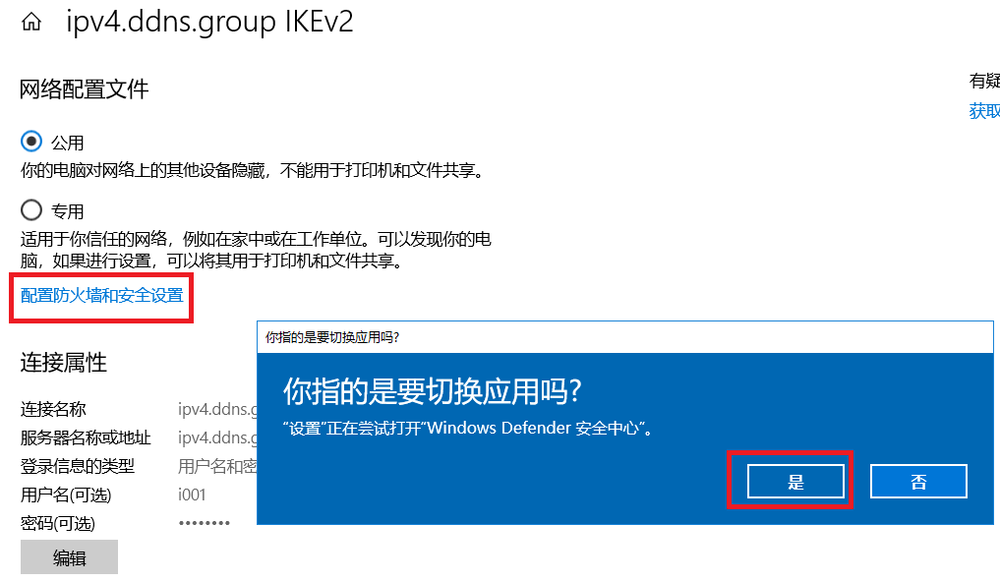 ipv4.ddns.group IKEv2
网络配置文件
有疑
获取
公用
你的电脑对网络上的其他设备隐藏，不能用于打印机和文件共享。
专用
适用于你信任的网络，例如在家中或在工作单位。可以发现你的电
脑，如果进行设置，可以将其用于打印机和文件共享。
配置防火墙和安全设置
你指的是要切换应用吗?
你指的是要切换应用吗?
“设置”正在尝试打开“Windows Defender 安全中心”。
是
否
连接属性
连接名称 ipv4.ddns.g
服务器名称或地址 ipv4.ddns.g
登录信息的类型 用户名和密
用户名(可选) i001
密码(可选) ••••••••
编辑